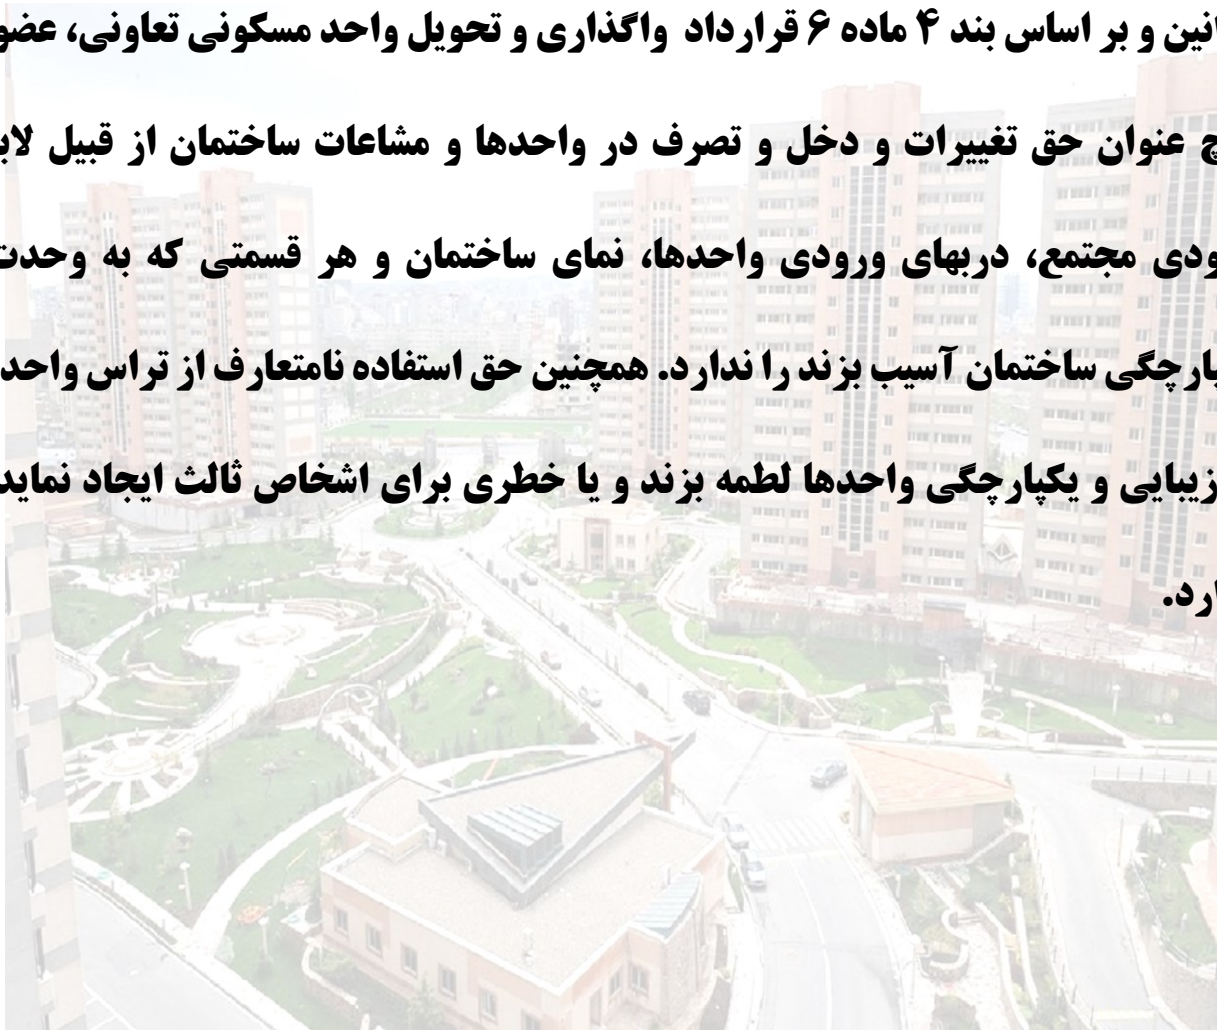 انین و بر اساس بند ۴ ماده ۶ قرارداد واگذاری و تحویل واحد مسکونی تعاونی، عضو
چ عنوان حق تغییرات و دخل و تصرف در واحدها و مشاعات ساختمان از قبیل لاب
ودی مجتمع، دربهای ورودی واحدها، نمای ساختمان و هر قسمتی که به وحدت
پارچگی ساختمان آسیب بزند را ندارد. همچنین حق استفاده نامتعارف از تراس واحد
زیبایی و یکپارچگی واحدها لطمه بزند و یا خطری برای اشخاص ثالث ایجاد نماید
ارد.